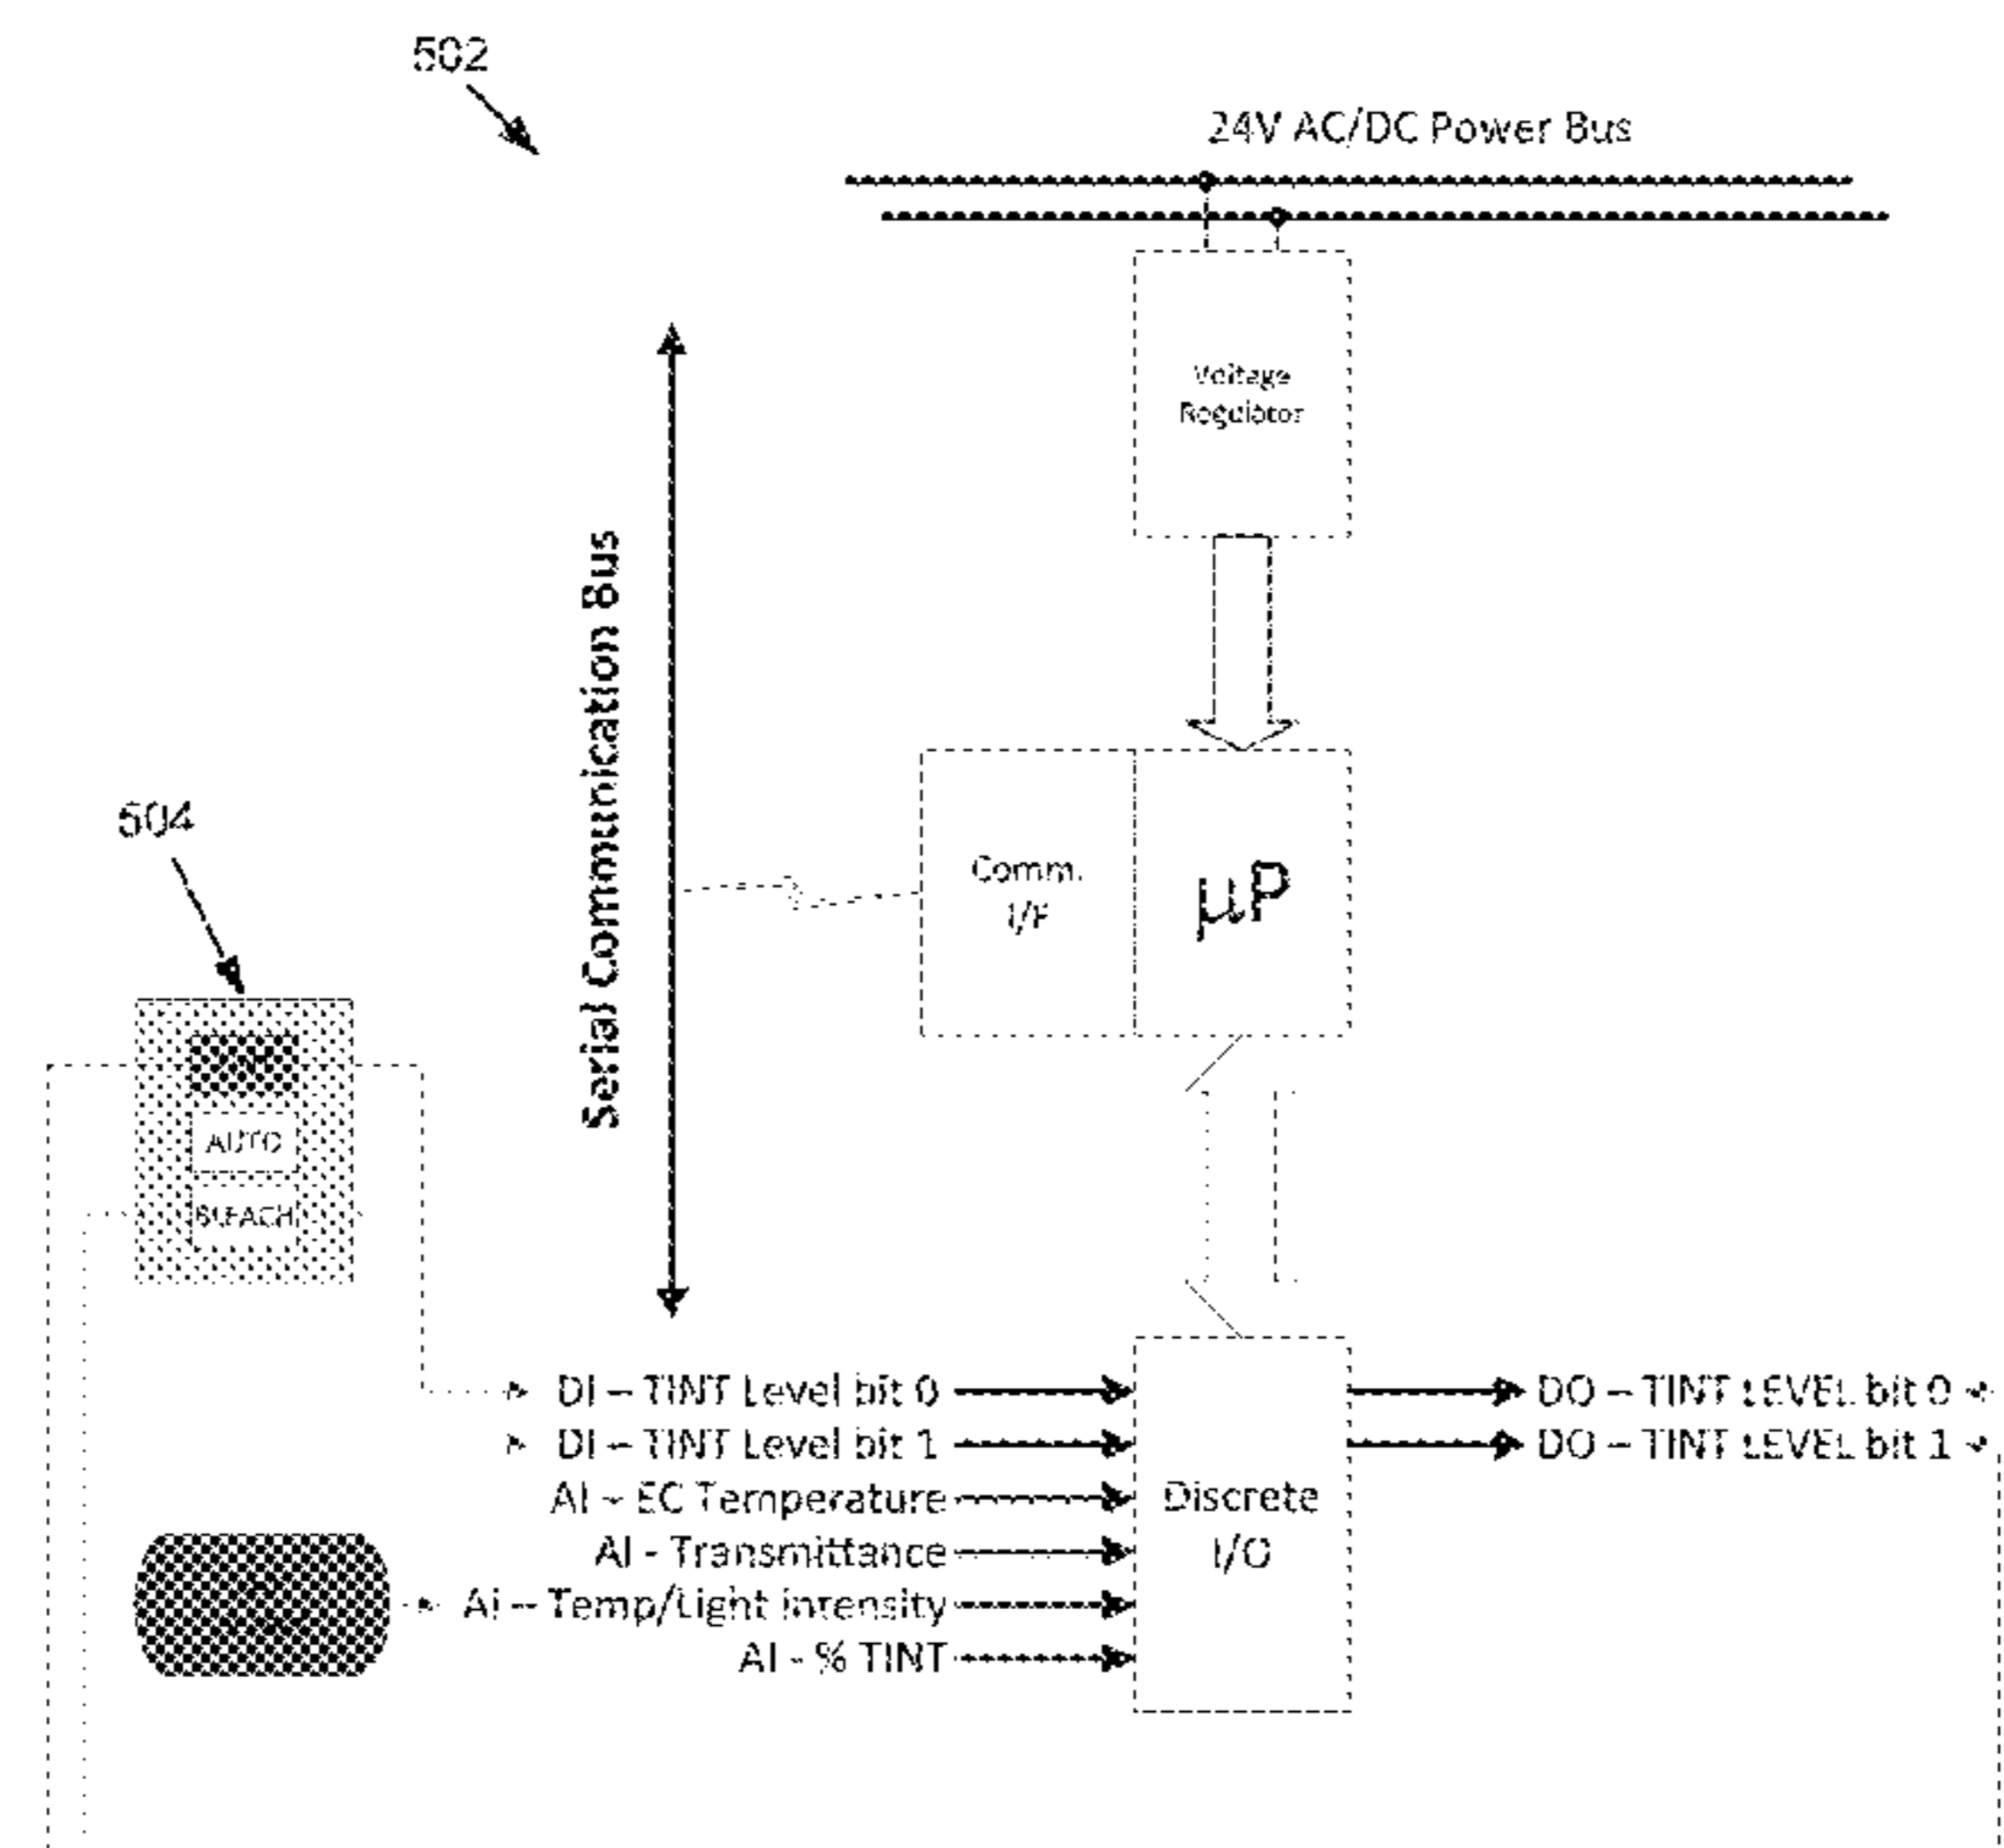 502
24V AC/DC Power Bus
Voltage
Regulator
Serial Communication Bus
504
Comm.
I/F
µP
AUTO
BLEACH
DI – TINT Level bit 0
DI – TINT Level bit 1
AI – EC Temperature
AI - Transmittance
AI – Temp/Light intensity
AI - % TINT
Discrete
I/O
DO – TINT LEVEL bit 0
DO – TINT LEVEL bit 1